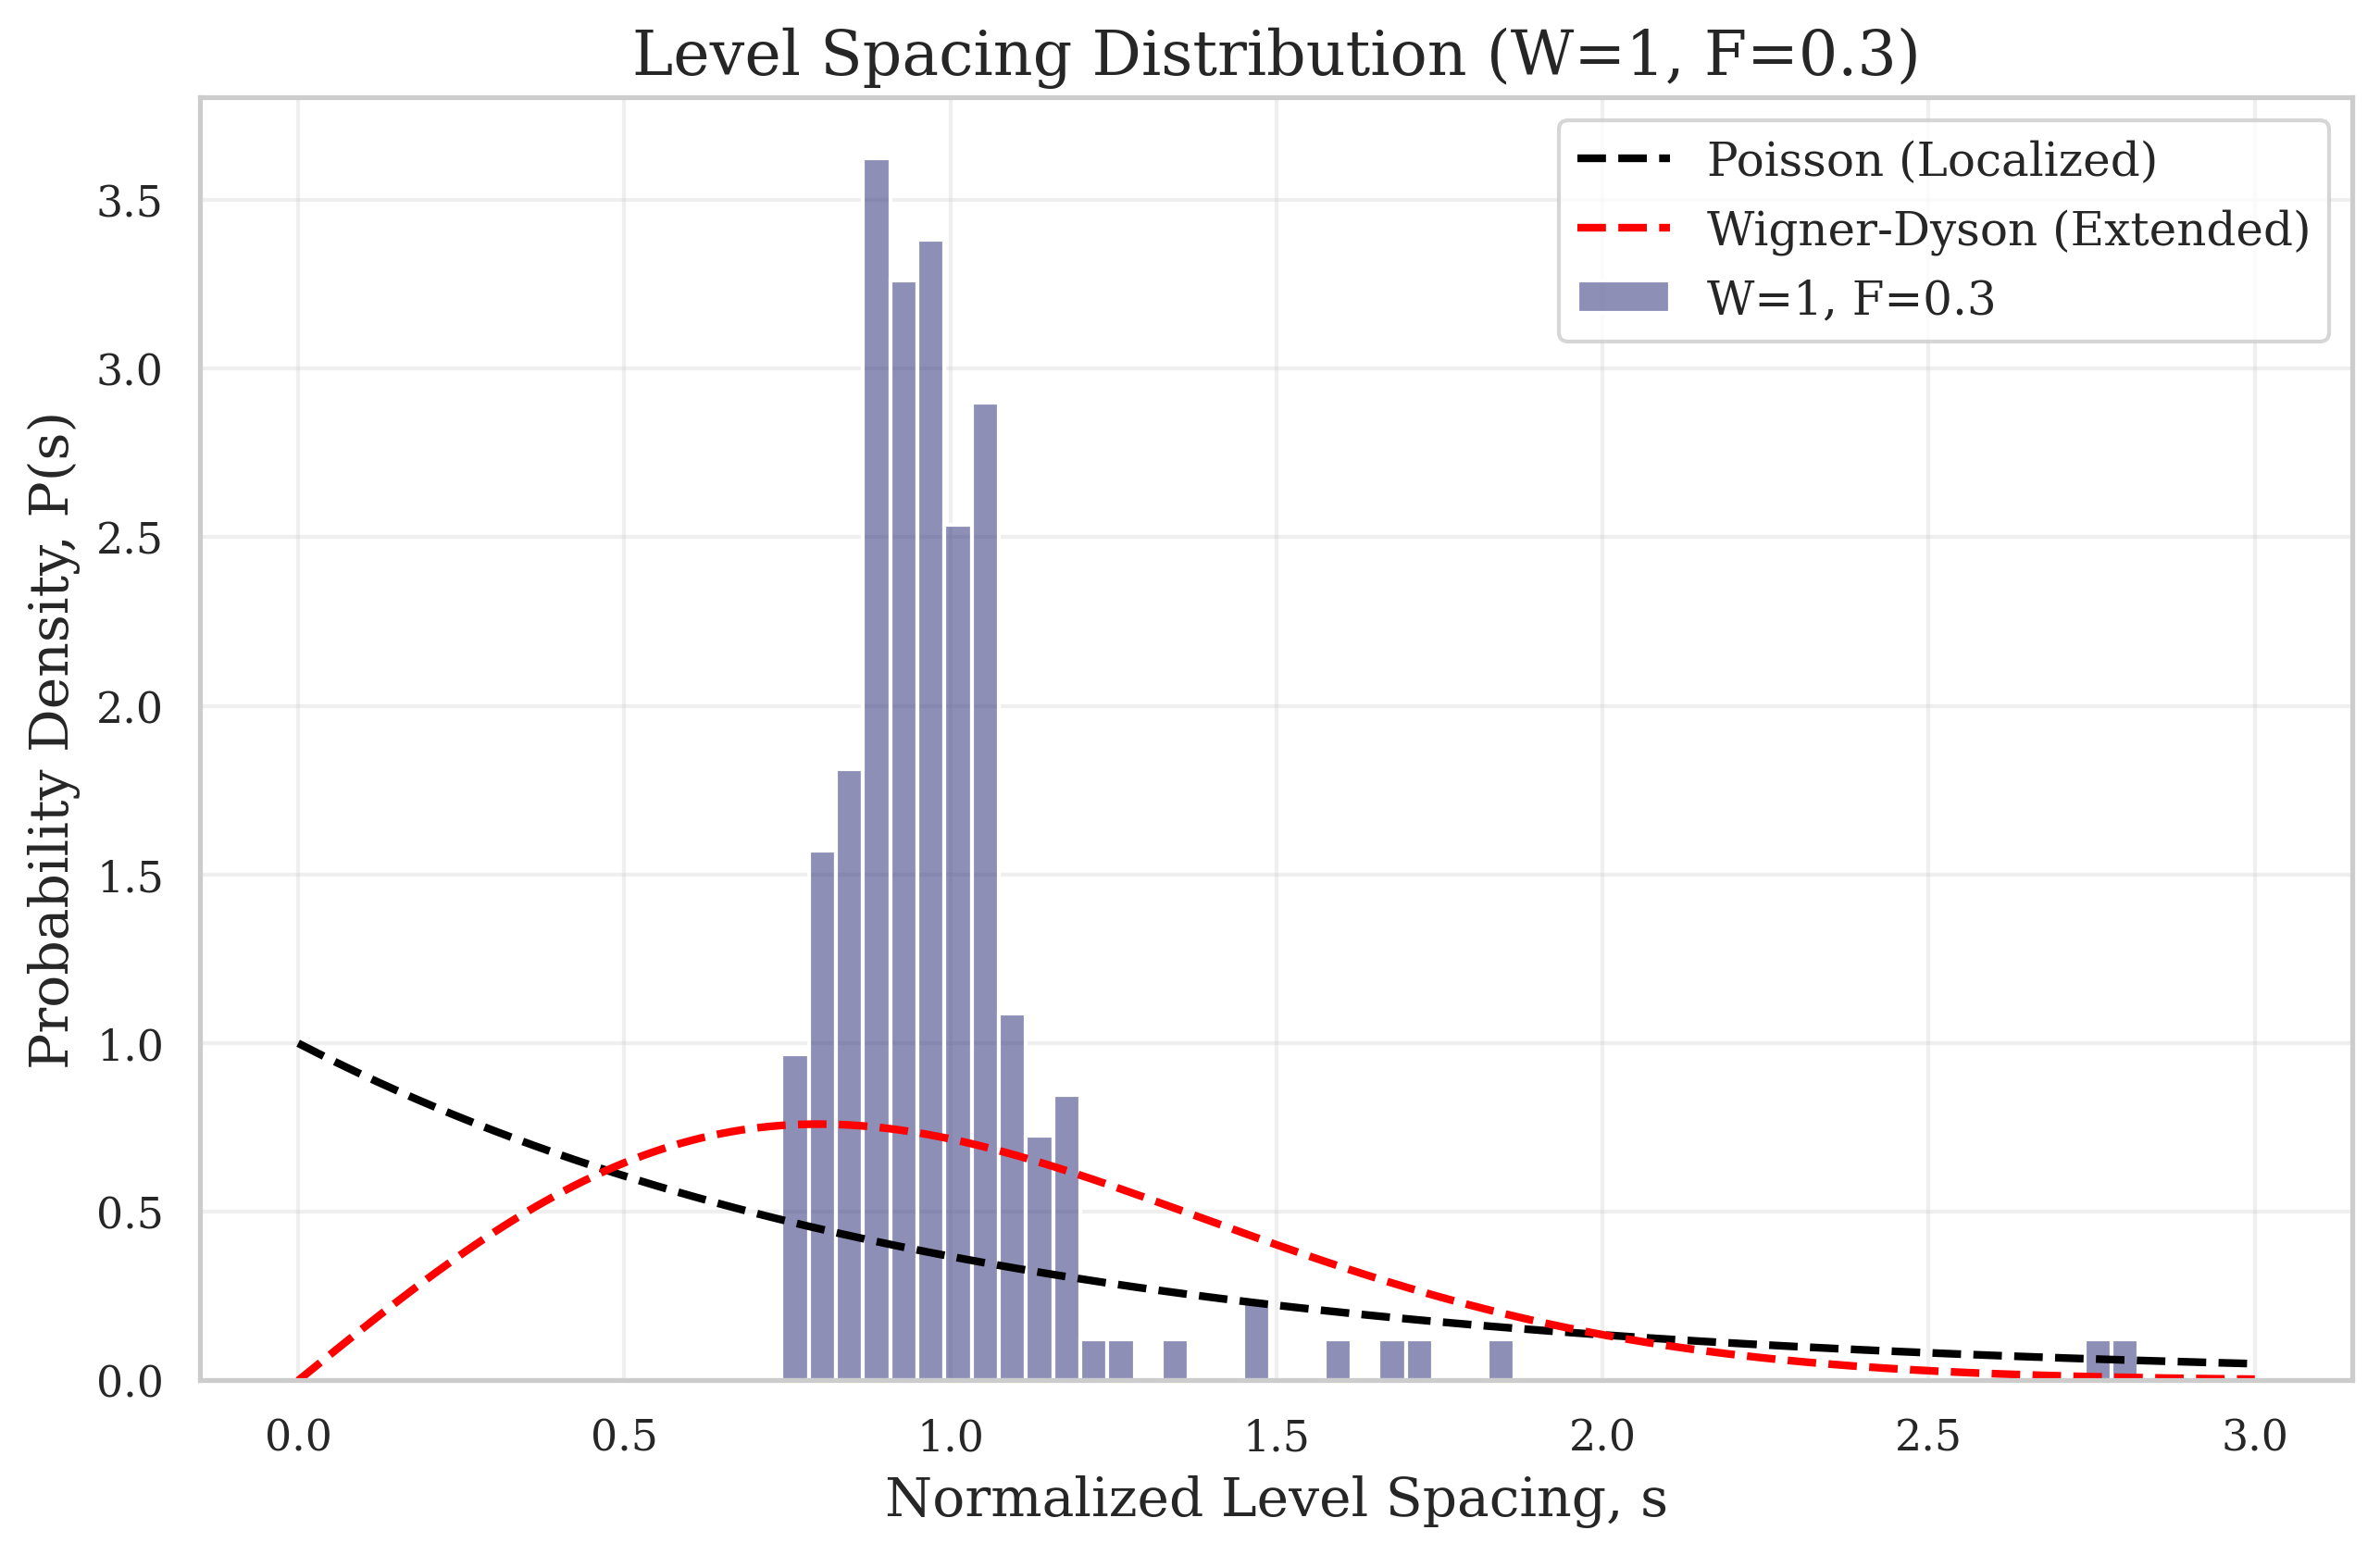 Level Spacing Distribution (W=1, F=0.3)
Poisson (Localized)
Wigner-Dyson (Extended)
W=1, F=0.3
Probability Density, P(s)
3.5
3.0
2.5
2.0
1.5
1.0
0.5
0.0
0.0 0.5 1.0 1.5 2.0 2.5 3.0
Normalized Level Spacing, s